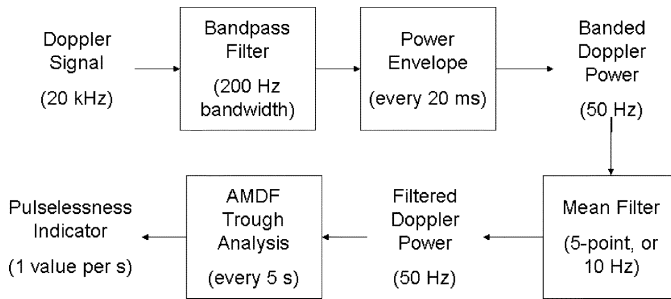 Doppler
Signal
(20 kHz)
Bandpass
Filter
(200 Hz
bandwidth)
Power
Envelope
(every 20 ms)
Banded
Doppler
Power
(50 Hz)
Mean Filter
(5-point, or
10 Hz)
Filtered
Doppler
Power
(50 Hz)
AMDF
Trough
Analysis
(every 5 s)
Pulselessness
Indicator
(1 value per s)